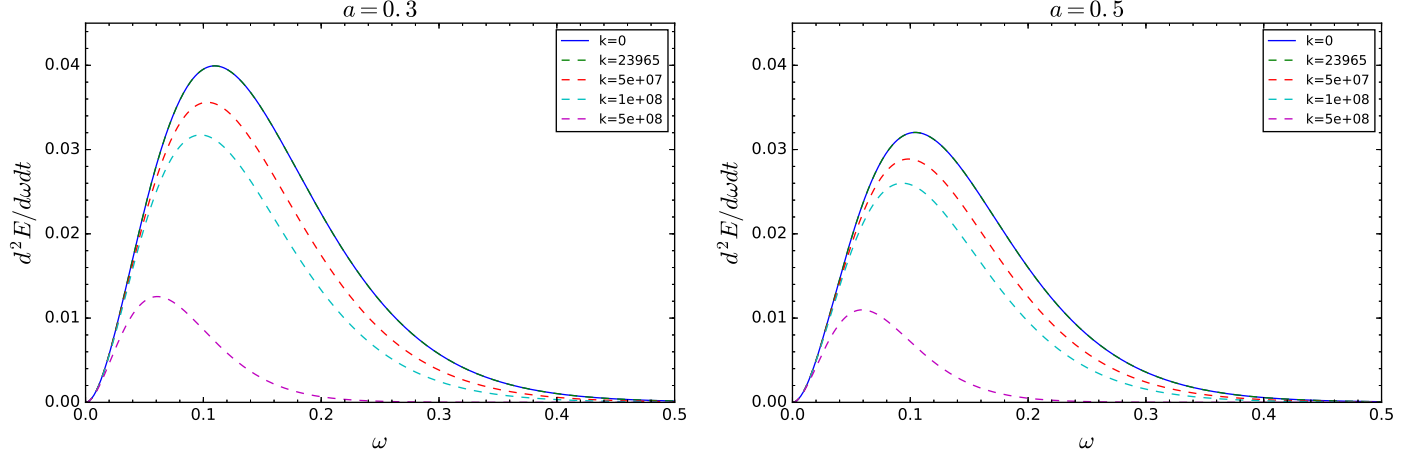 a = 0.3
k=0
k=23965
k=5e+07
k=1e+08
k=5e+08
d²E/dωdt
0.04
0.03
0.02
0.01
0.00
0.0 0.1 0.2 0.3 0.4 0.5
ω
a = 0.5
k=0
k=23965
k=5e+07
k=1e+08
k=5e+08
d²E/dωdt
0.04
0.03
0.02
0.01
0.00
0.0 0.1 0.2 0.3 0.4 0.5
ω